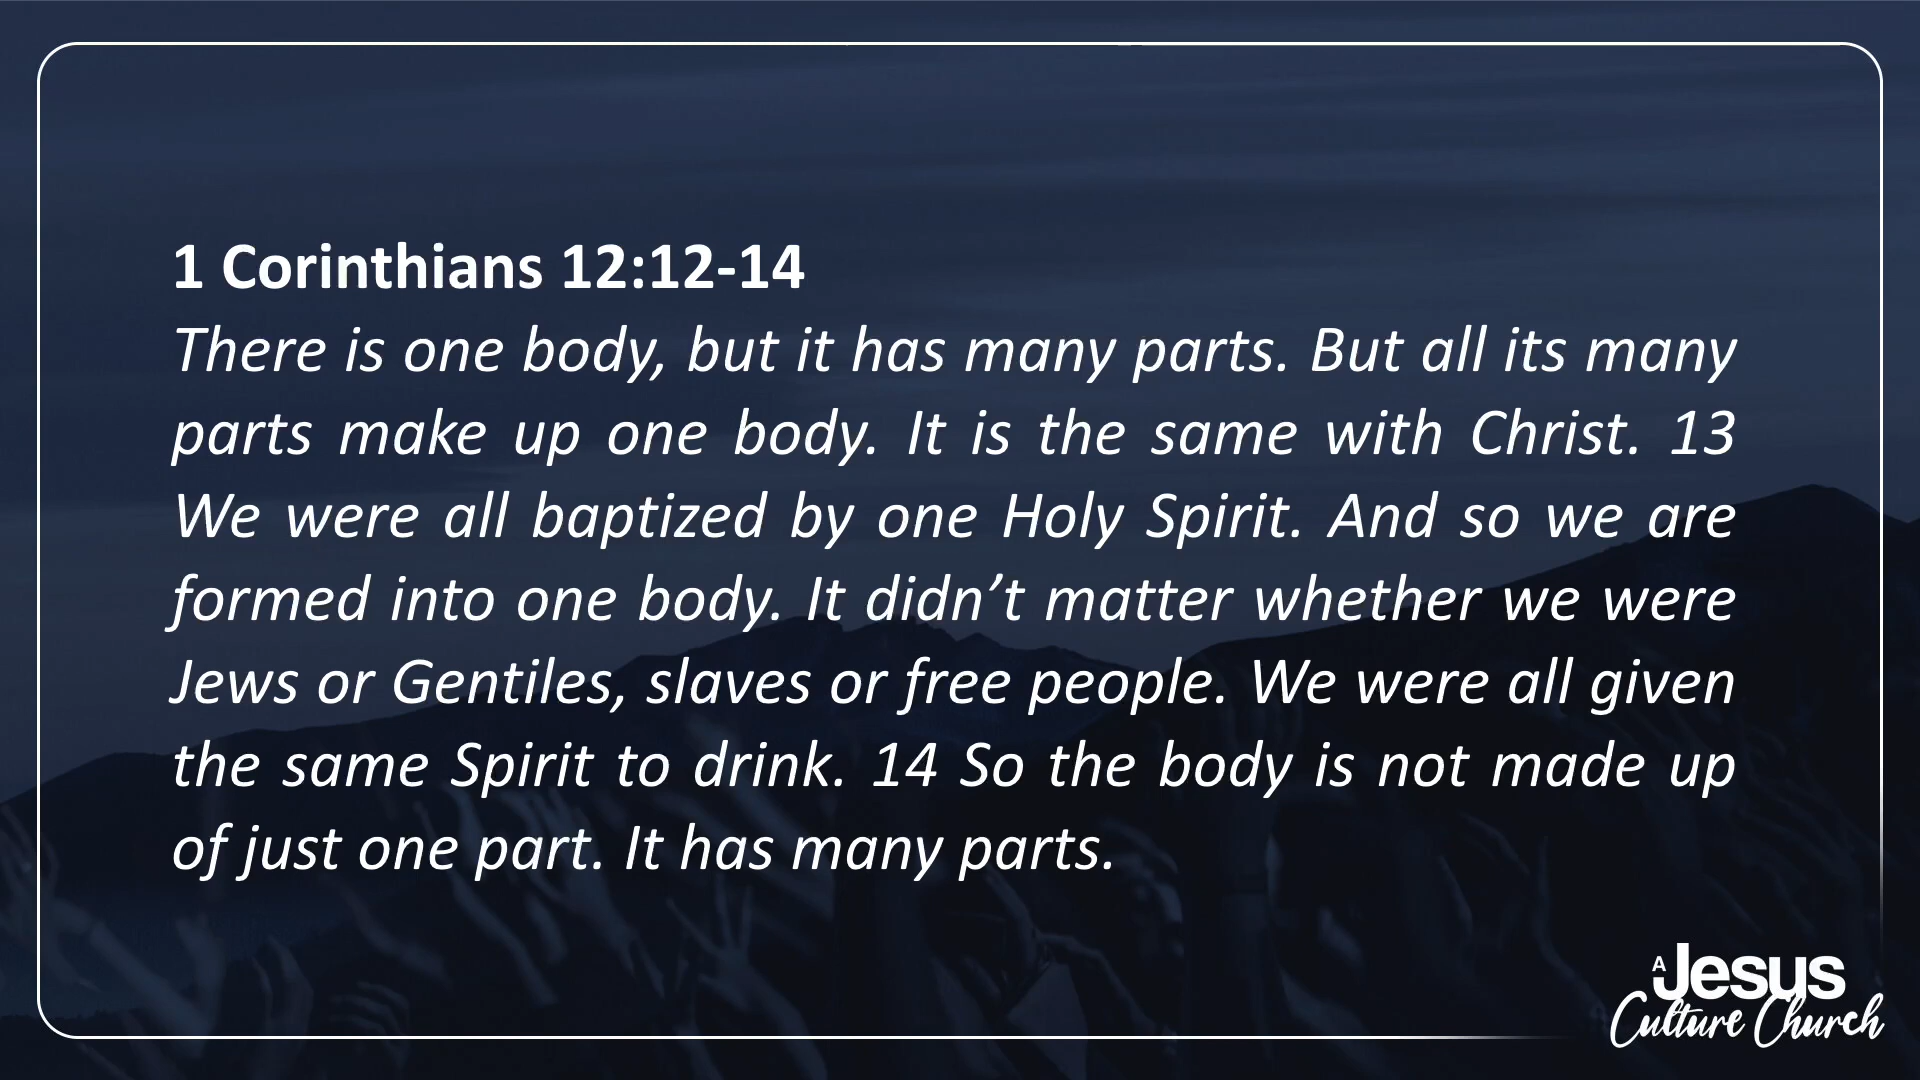 1 Corinthians 12:12-14
There is one body, but it has many parts. But all its many
parts make up one body. It is the same with Christ. 13
We were all baptized by one Holy Spirit. And so we are
formed into one body. It didn’t matter whether we were
Jews or Gentiles, slaves or free people. We were all given
the same Spirit to drink. 14 So the body is not made up
of just one part. It has many parts.
A Jesus
Culture Church